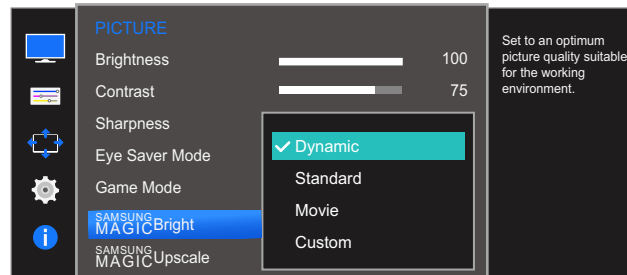 PICTURE
Brightness 100
Contrast 75
Sharpness
Eye Saver Mode
Game Mode
SAMSUNG
MAGICBright
SAMSUNG
MAGICUpscale
✓ Dynamic
Standard
Movie
Custom
Set to an optimum
picture quality suitable
for the working
environment.